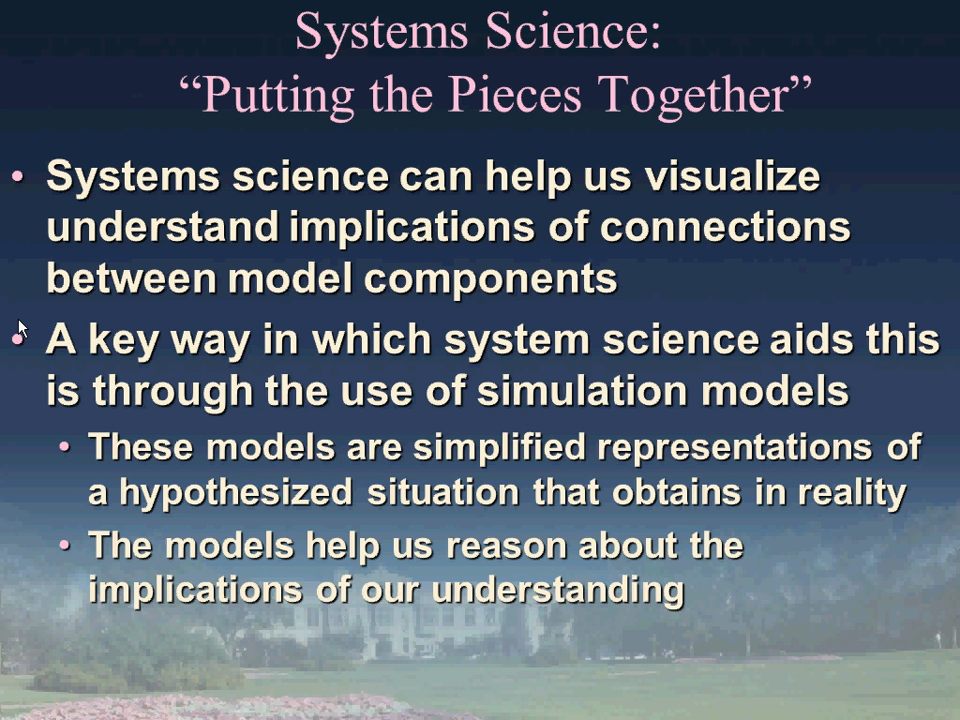 Systems Science:
“Putting the Pieces Together”
• Systems science can help us visualize
understand implications of connections
between model components
• A key way in which system science aids this
is through the use of simulation models
• These models are simplified representations of
a hypothesized situation that obtains in reality
• The models help us reason about the
implications of our understanding